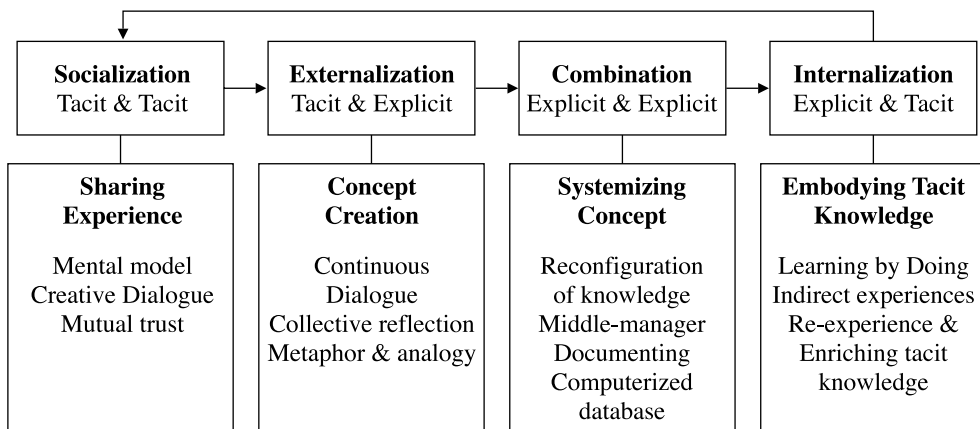 Socialization
Tacit & Tacit
Externalization
Tacit & Explicit
Combination
Explicit & Explicit
Internalization
Explicit & Tacit
Sharing
Experience
Mental model
Creative Dialogue
Mutual trust
Concept
Creation
Continuous
Dialogue
Collective reflection
Metaphor & analogy
Systemizing
Concept
Reconfiguration
of knowledge
Middle-manager
Documenting
Computerized
database
Embodying Tacit
Knowledge
Learning by Doing
Indirect experiences
Re-experience &
Enriching tacit
knowledge